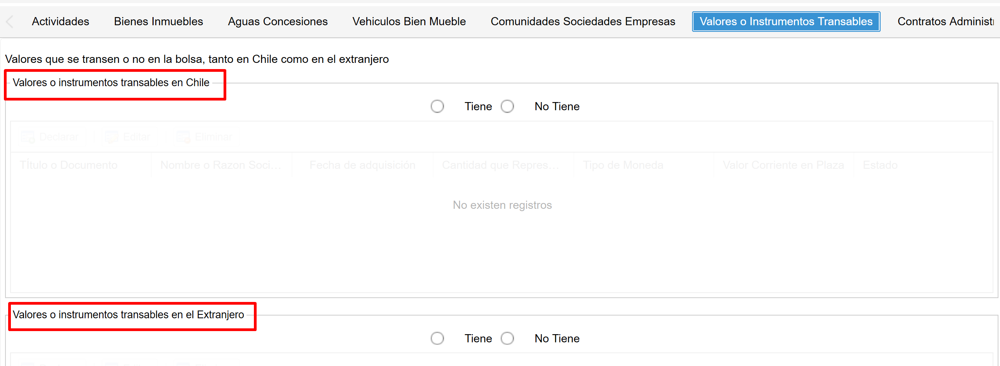 Actividades Bienes Inmuebles Aguas Concesiones Vehiculos Bien Mueble Comunidades Sociedades Empresas Valores o Instrumentos Transables Contratos Administr
Valores que se transen o no en la bolsa, tanto en Chile como en el extranjero
Valores o instrumentos transables en Chile
Tiene No Tiene
Declarar Editar Eliminar
TÍtulo o Documento Nombre o Razon Soci... Fecha de adquisición Cantidad que Repres... Tipo de Moneda Valor Corriente en Plaza Estado
No existen registros
Valores o instrumentos transables en el Extranjero
Tiene No Tiene